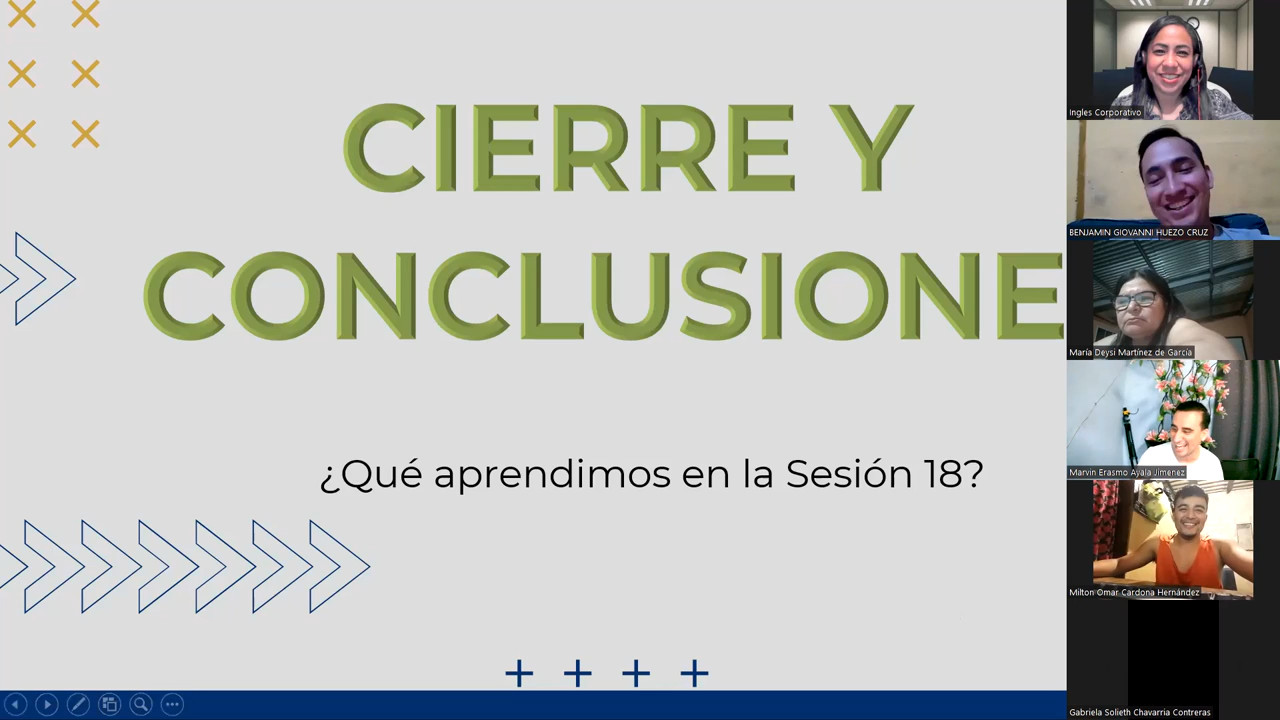 CIERRE Y
CONCLUSIONE
¿Qué aprendimos en la Sesión 18?
Ingles Corporativo
BENJAMIN GIOVANNI HUEZO CRUZ
María Deysi Martínez de García
Marvin Erasmo Ayala Jimenez
Milton Omar Cardona Hernández
Gabriela Solieth Chavarria Contreras